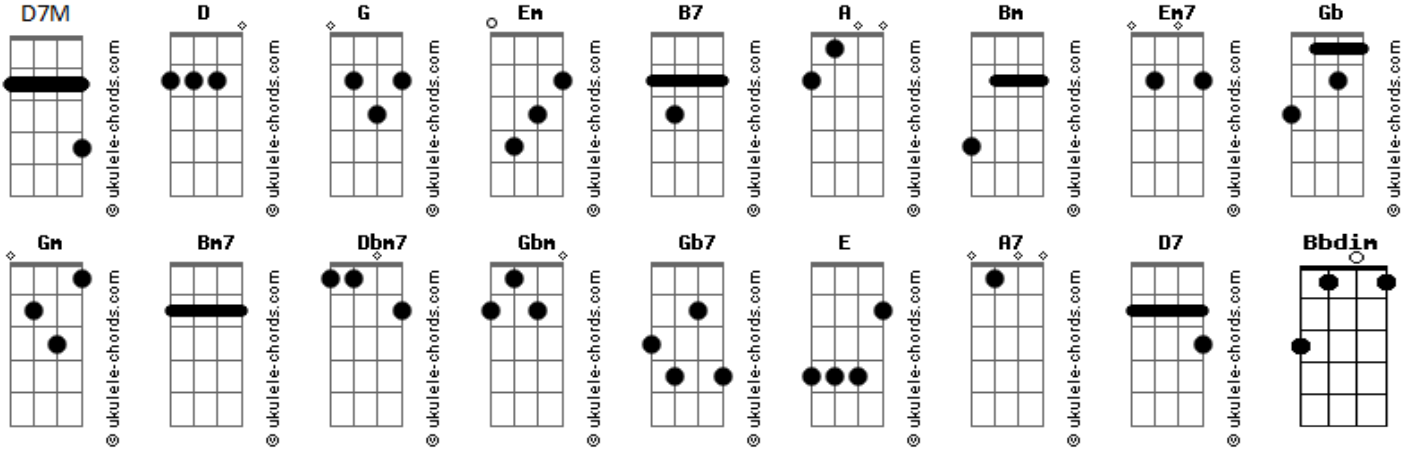 D7M D G Em B7 A Bm Em7 Gb
© ukulele-chords.com © ukulele-chords.com © ukulele-chords.com © ukulele-chords.com © ukulele-chords.com © ukulele-chords.com © ukulele-chords.com © ukulele-chords.com © ukulele-chords.com
Gm Bm7 Dbm7 Gbm Gb7 E A7 D7 Bbdim
© ukulele-chords.com © ukulele-chords.com © ukulele-chords.com © ukulele-chords.com © ukulele-chords.com © ukulele-chords.com © ukulele-chords.com © ukulele-chords.com